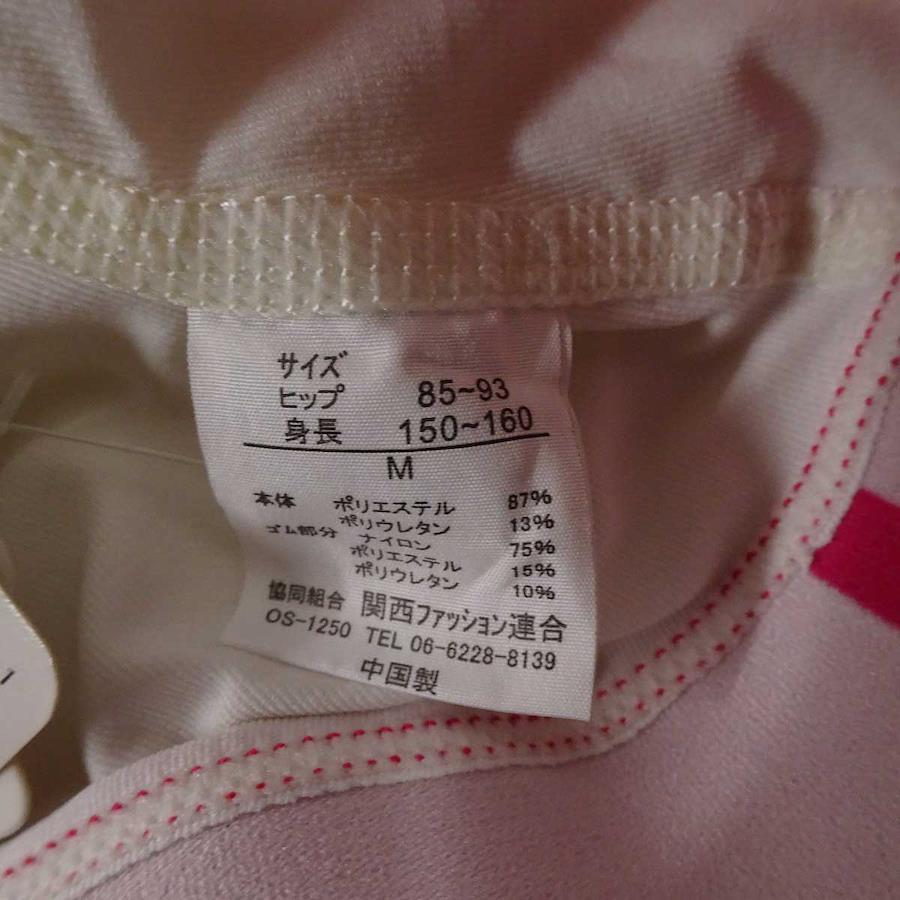 サイズ
ヒップ 85~93
身長 150~160
M
本体 ポリエステル 87%
ポリウレタン 13%
ゴム部分 ナイロン 75%
ポリエステル 15%
ポリウレタン 10%
協同組合 関西ファッション連合
OS-1250 TEL 06-6228-8139
中国製